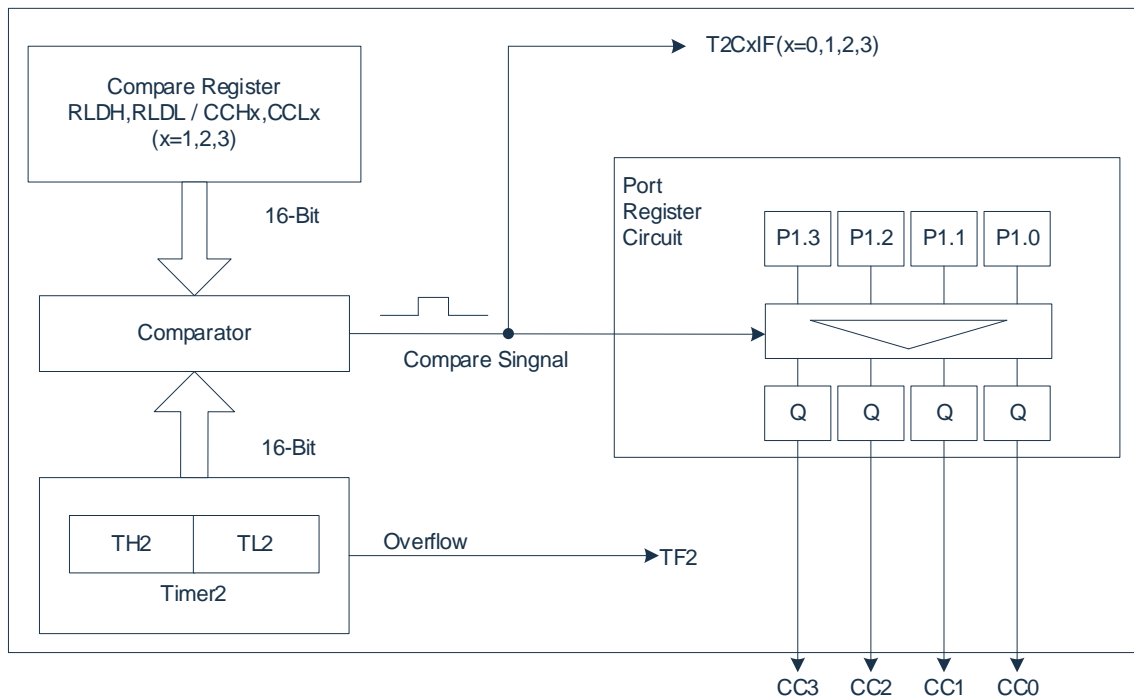 T2CxIF(x=0,1,2,3)
Compare Register
RLDH,RLDL / CCHx,CCLx
(x=1,2,3)
16-Bit
Port
Register
Circuit
P1.3 P1.2 P1.1 P1.0
Comparator
Compare Singnal
Q Q Q Q
16-Bit
TH2 TL2
Timer2
Overflow
TF2
CC3 CC2 CC1 CC0